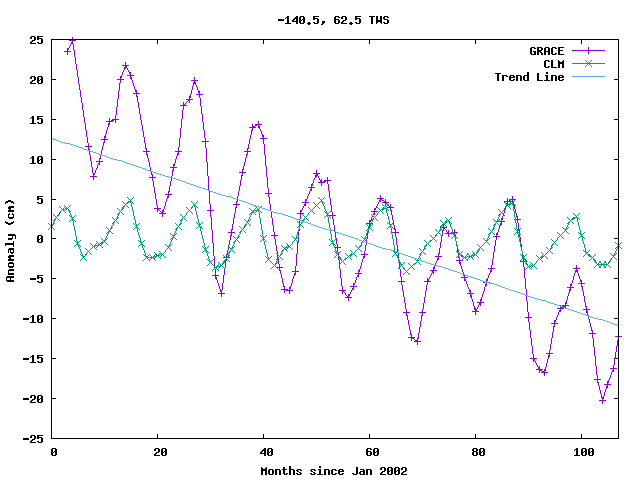 -140.5, 62.5 TWS
GRACE
CLM
Trend Line
25
20
15
10
5
0
-5
-10
-15
-20
-25
Anomaly (cm)
0 20 40 60 80 100
Months since Jan 2002